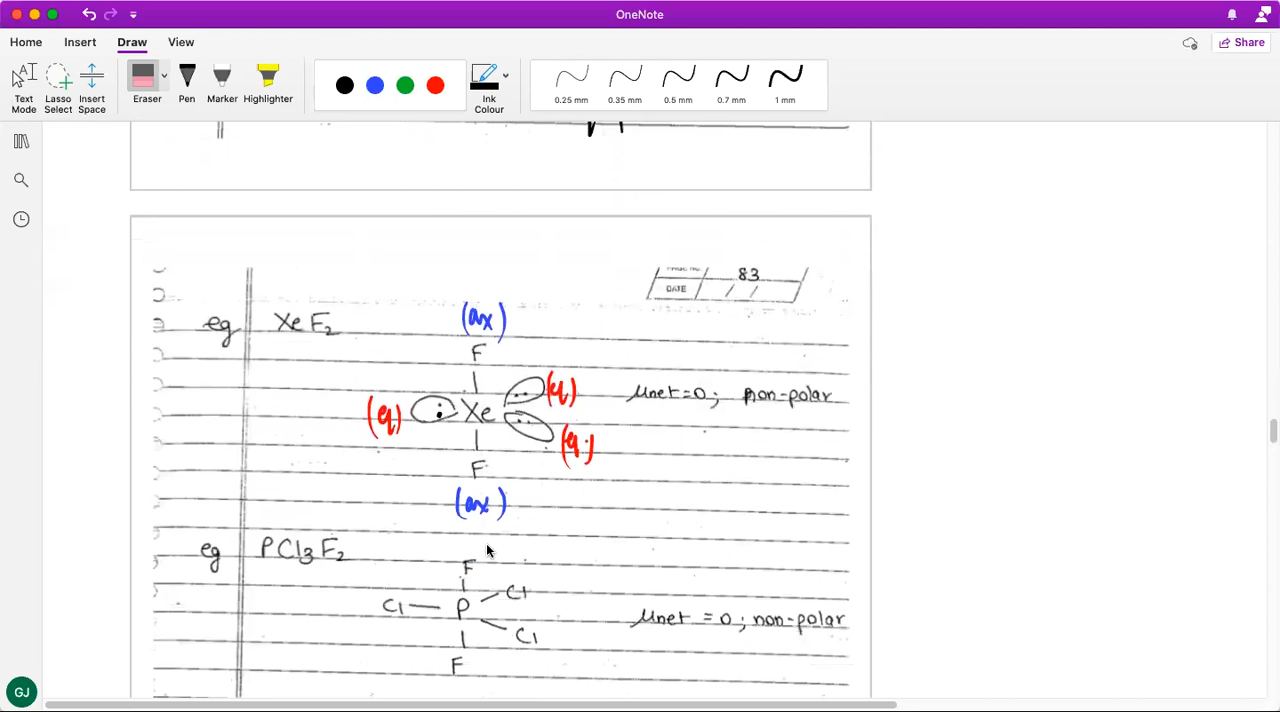 OneNote
Home Insert Draw View
Share
Text Mode
Lasso Select
Insert Space
Eraser
Pen
Marker
Highlighter
Ink Colour
0.25 mm
0.35 mm
0.5 mm
0.7 mm
1 mm
83
DATE / /
(ax)
eg XeF₂
F
(eq)
μnet=0; non-polar
(eq) Xe
(eq)
F
(ax)
eg PCl₃F₂
F
Cl
Cl P
μnet = 0; non-polar
Cl
F
GJ